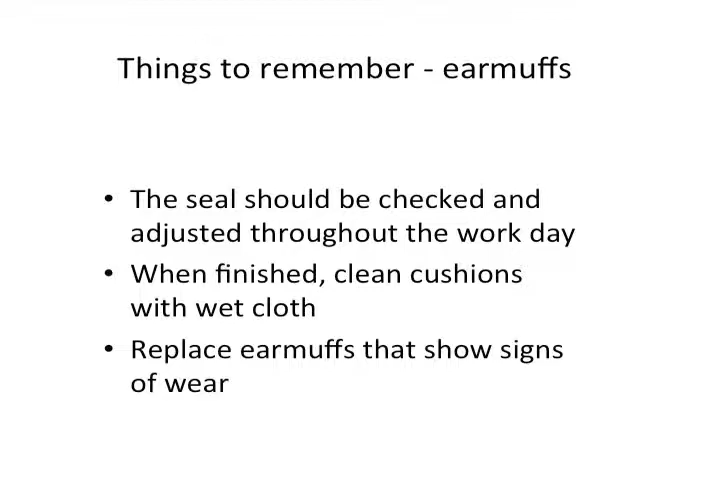 Things to remember - earmuffs
• The seal should be checked and
adjusted throughout the work day
• When finished, clean cushions
with wet cloth
• Replace earmuffs that show signs
of wear